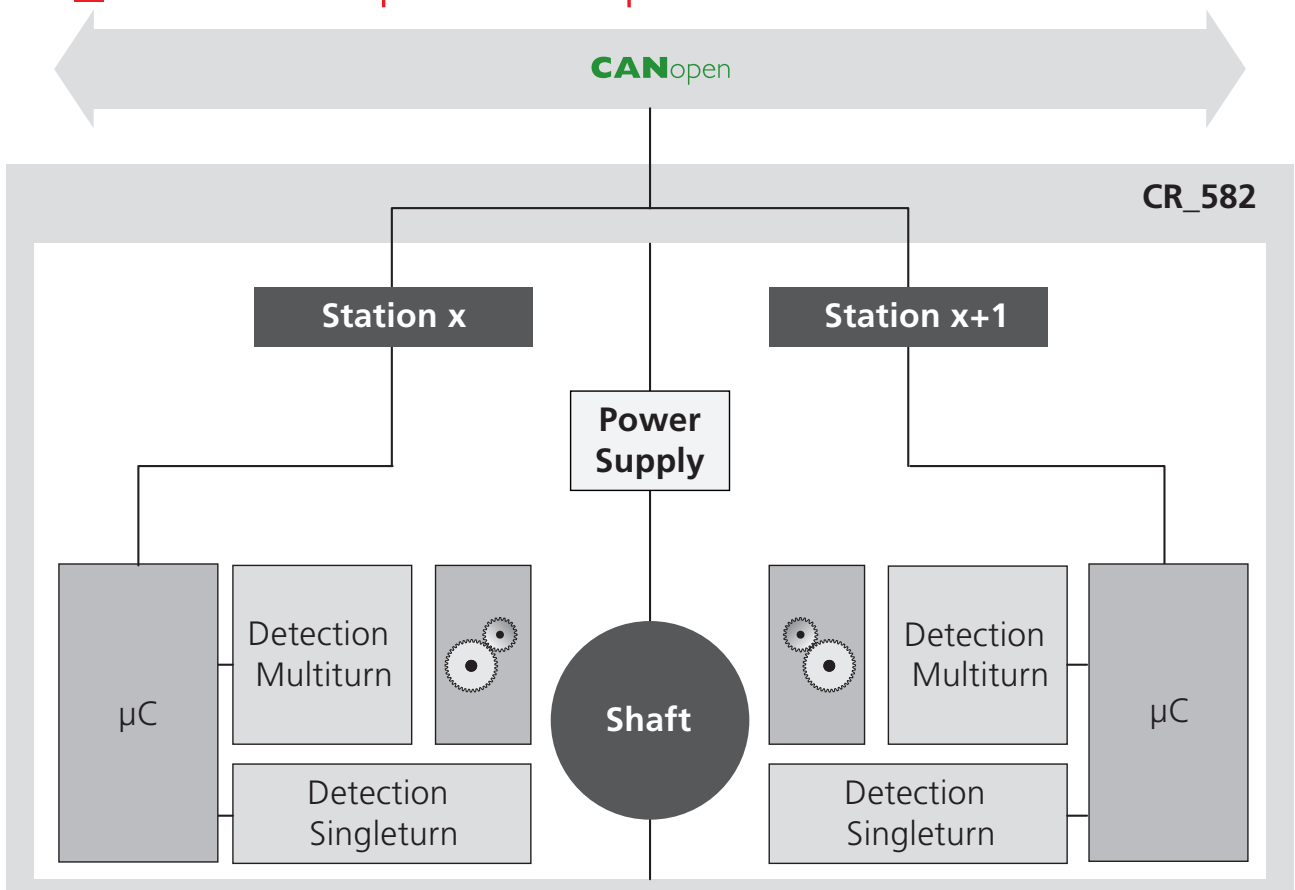 CANopen
CR_582
Station x
Station x+1
Power
Supply
Detection
Multiturn
Detection
Multiturn
µC
Shaft
µC
Detection
Singleturn
Detection
Singleturn